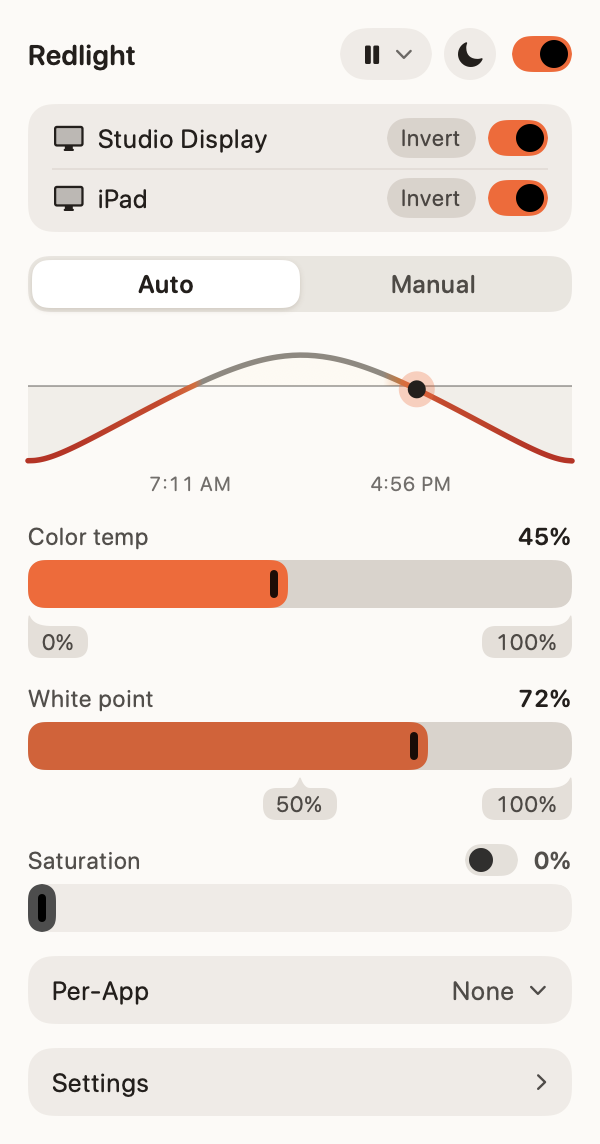 Redlight
Studio Display Invert
iPad Invert
Auto Manual
7:11 AM 4:56 PM
Color temp 45%
0% 100%
White point 72%
50% 100%
Saturation 0%
Per-App None
Settings